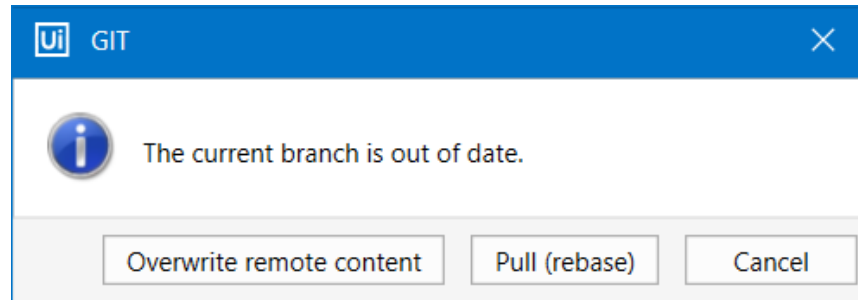 Ui GIT
The current branch is out of date.
Overwrite remote content Pull (rebase) Cancel